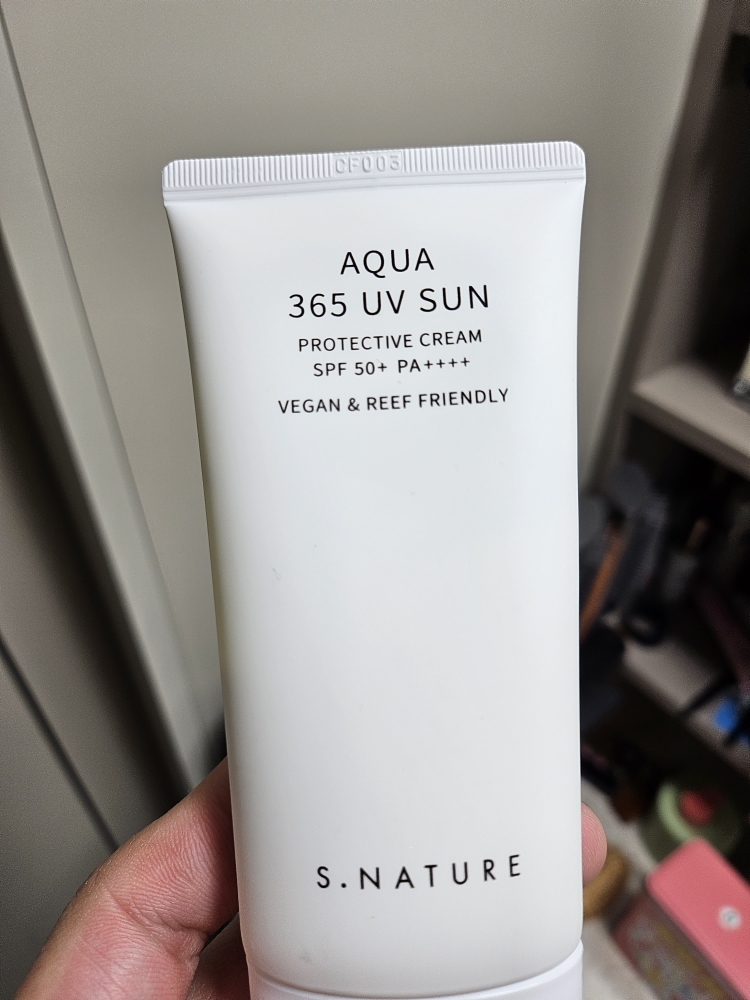 CF003
AQUA
365 UV SUN
PROTECTIVE CREAM
SPF 50+ PA++++
VEGAN & REEF FRIENDLY
S.NATURE